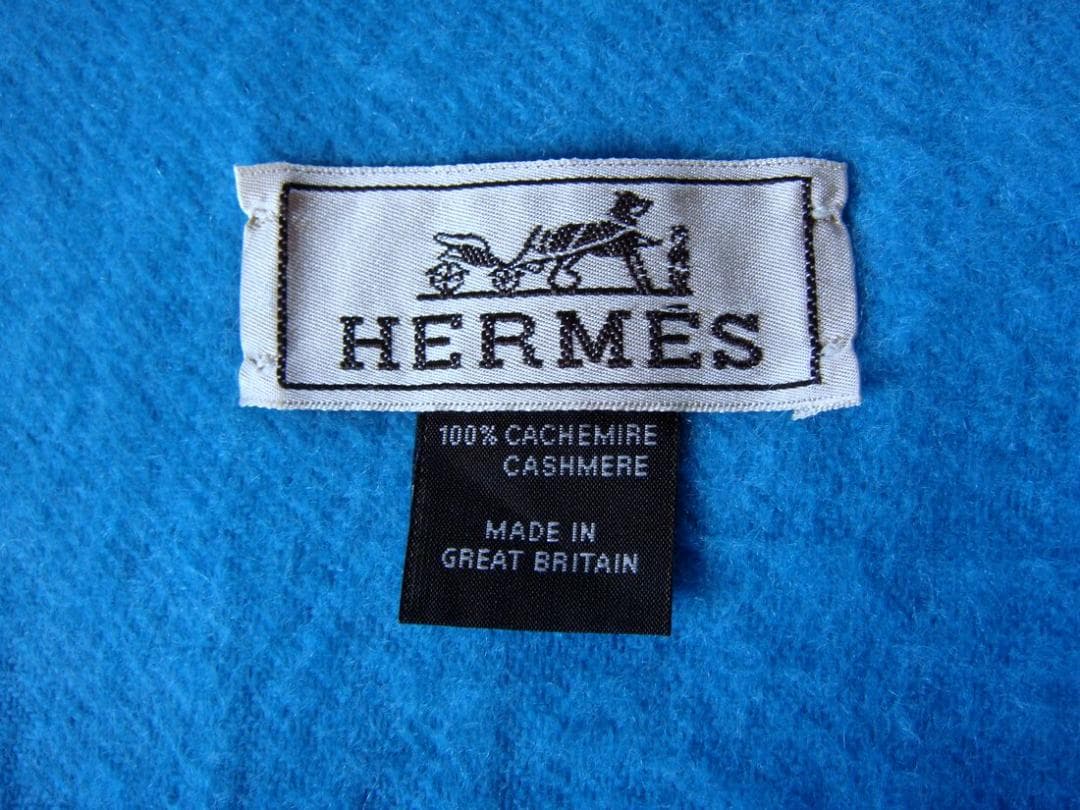 HERMÈS
100% CACHEMIRE
CASHMERE
MADE IN
GREAT BRITAIN